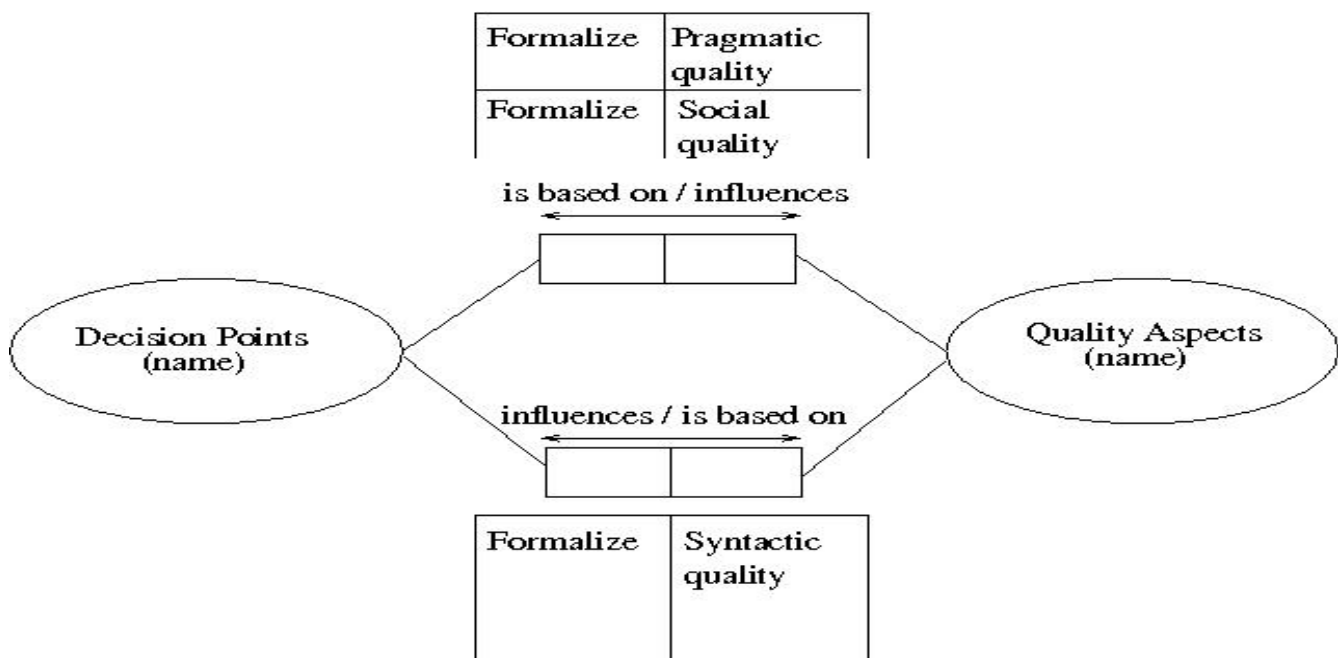 Formalize Pragmatic
quality
Formalize Social
quality
is based on / influences
Decision Points
(name)
Quality Aspects
(name)
influences / is based on
Formalize Syntactic
quality